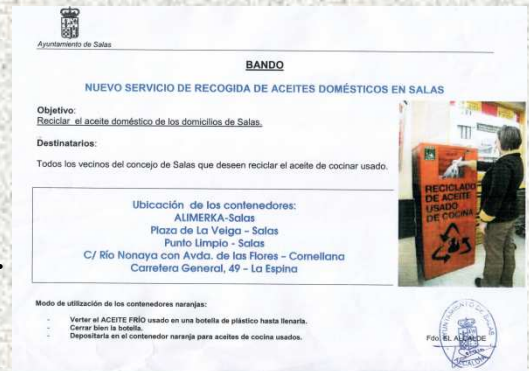 Ayuntamiento de Salas
BANDO
NUEVO SERVICIO DE RECOGIDA DE ACEITES DOMÉSTICOS EN SALAS
Objetivo:
Reciclar el aceite doméstico de los domicilios de Salas.
Destinatarios:
Todos los vecinos del concejo de Salas que deseen reciclar el aceite de cocinar usado.
Ubicación de los contenedores:
ALIMERKA-Salas
Plaza de La Veiga – Salas
Punto Limpio - Salas
C/ Río Nonaya con Avda. de las Flores – Cornellana
Carretera General, 49 – La Espina
RECICLADO
DE ACEITE
USADO
DE COCINA
Modo de utilización de los contenedores naranjas:
- Verter el ACEITE FRÍO usado en una botella de plástico hasta llenarla.
- Cerrar bien la botella.
- Depositarla en el contenedor naranja para aceites de cocina usados.
AYUNTAMIENTO DE SALAS
Fdo. EL ALCALDE
ALCALDIA